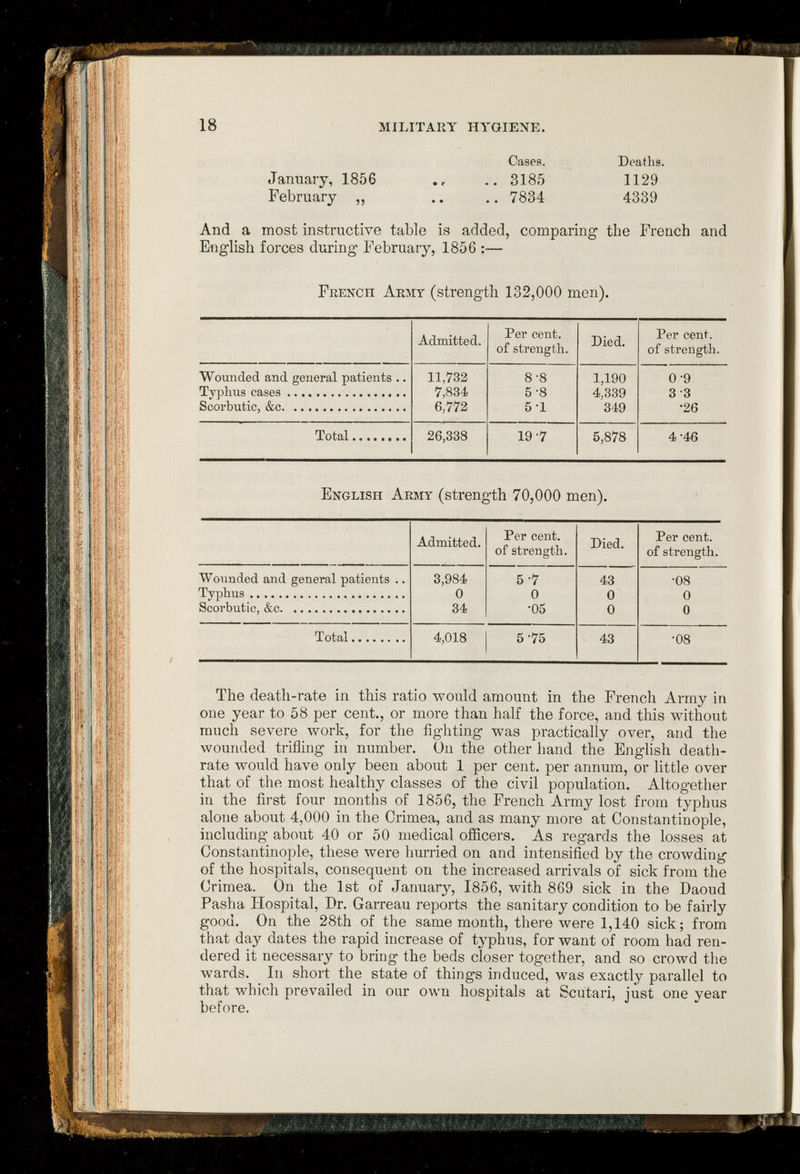 18 MILITARY HYGIENE.
Cases. Deaths.
January, 1856 .. .. 3185 1129
February „ .. .. 7834 4339
And a most instructive table is added, comparing the French and
English forces during February, 1856 :—
FRENCH ARMY (strength 132,000 men).
Admitted. Per cent. of strength. Died. Per cent. of strength.
Wounded and general patients .. 11,732 8·8 1,190 0·9
Typhus cases ................ 7,834 5·8 4,339 3·3
Scorbutic, &c. ................ 6,772 5·1 349 ·26
Total........ 26,338 19·7 5,878 4·46
ENGLISH ARMY (strength 70,000 men).
Admitted. Per cent. of strength. Died. Per cent. of strength.
Wounded and general patients .. 3,984 5·7 43 ·08
Typhus ..................... 0 0 0 0
Scorbutic, &c. ................ 34 ·05 0 0
Total........ 4,018 5·75 43 ·08
The death-rate in this ratio would amount in the French Army in
one year to 58 per cent., or more than half the force, and this without
much severe work, for the fighting was practically over, and the
wounded trifling in number. On the other hand the English death-
rate would have only been about 1 per cent. per annum, or little over
that of the most healthy classes of the civil population. Altogether
in the first four months of 1856, the French Army lost from typhus
alone about 4,000 in the Crimea, and as many more at Constantinople,
including about 40 or 50 medical officers. As regards the losses at
Constantinople, these were hurried on and intensified by the crowding
of the hospitals, consequent on the increased arrivals of sick from the
Crimea. On the 1st of January, 1856, with 869 sick in the Daoud
Pasha Hospital, Dr. Garreau reports the sanitary condition to be fairly
good. On the 28th of the same month, there were 1,140 sick; from
that day dates the rapid increase of typhus, for want of room had ren-
dered it necessary to bring the beds closer together, and so crowd the
wards. In short the state of things induced, was exactly parallel to
that which prevailed in our own hospitals at Scutari, just one year
before.